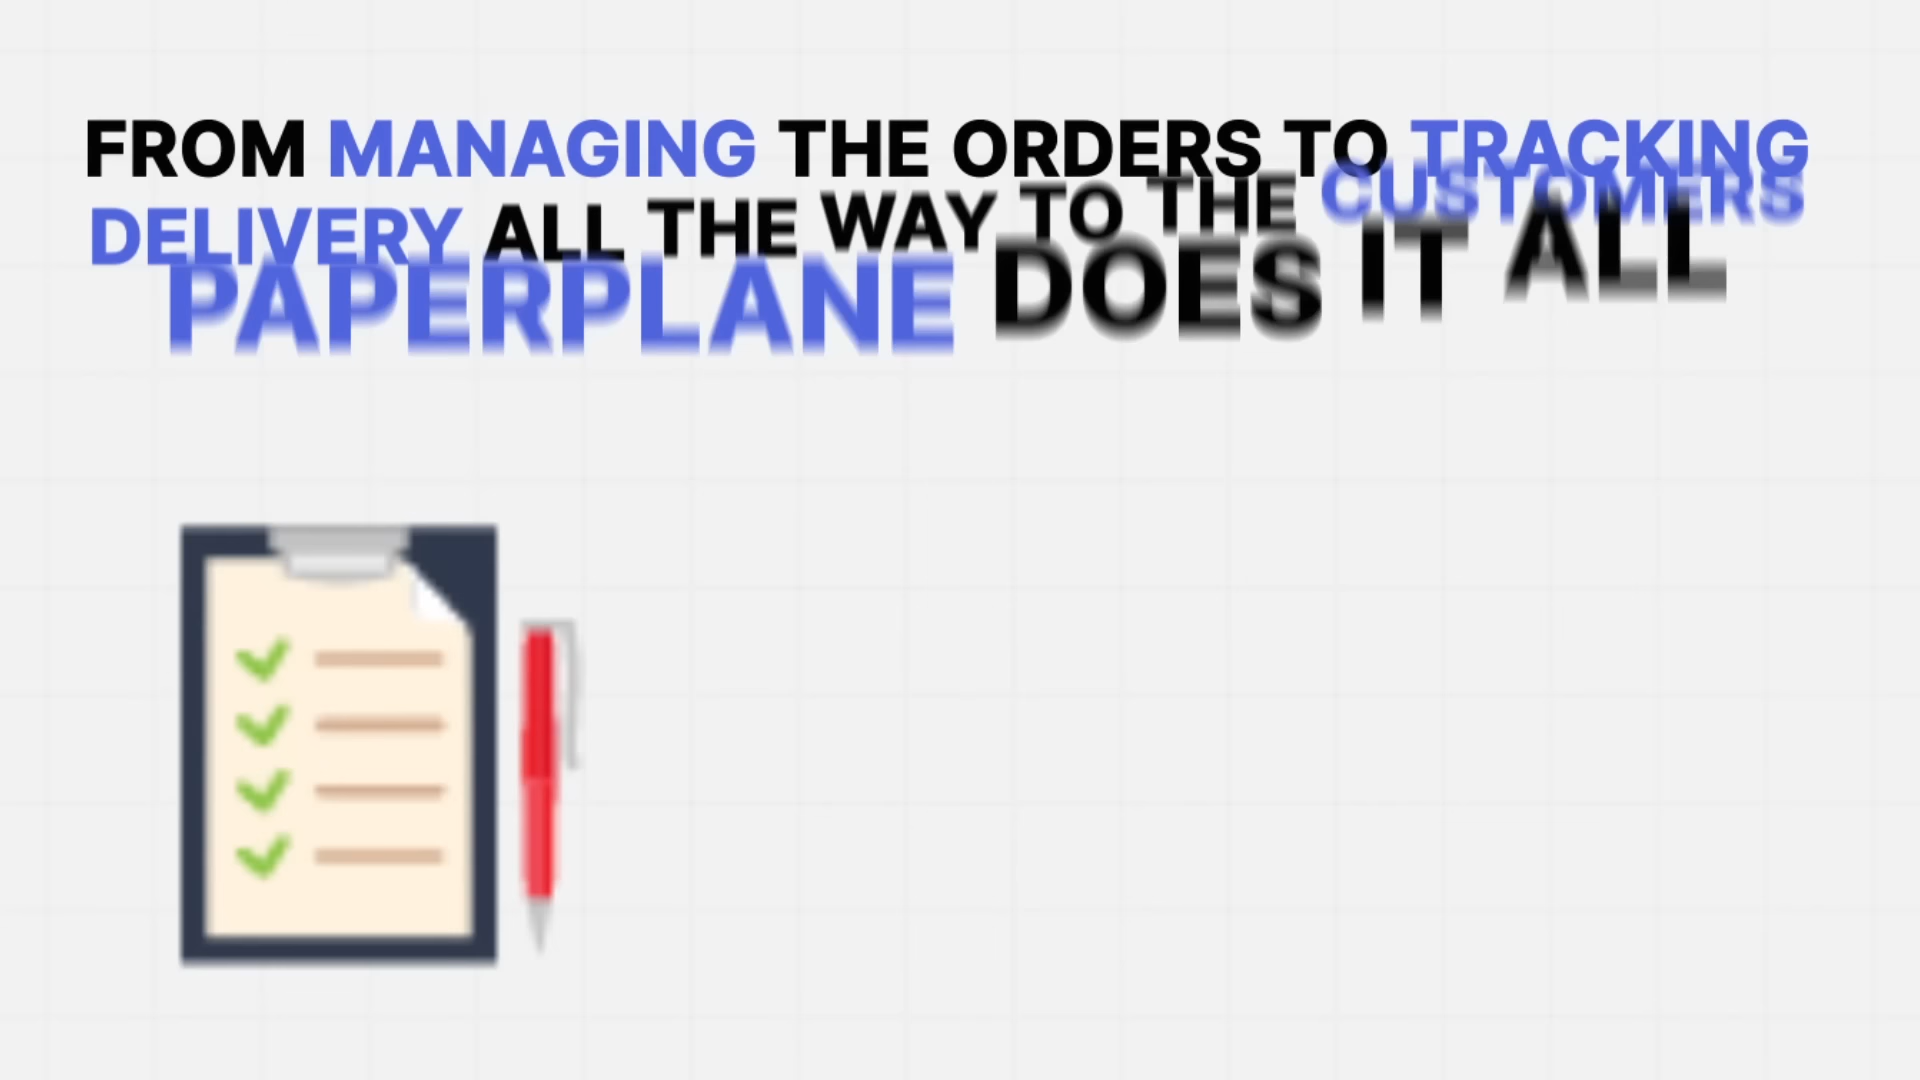 FROM MANAGING THE ORDERS TO TRACKING
DELIVERY ALL THE WAY TO THE CUSTOMERS
PAPERPLANE DOES IT ALL